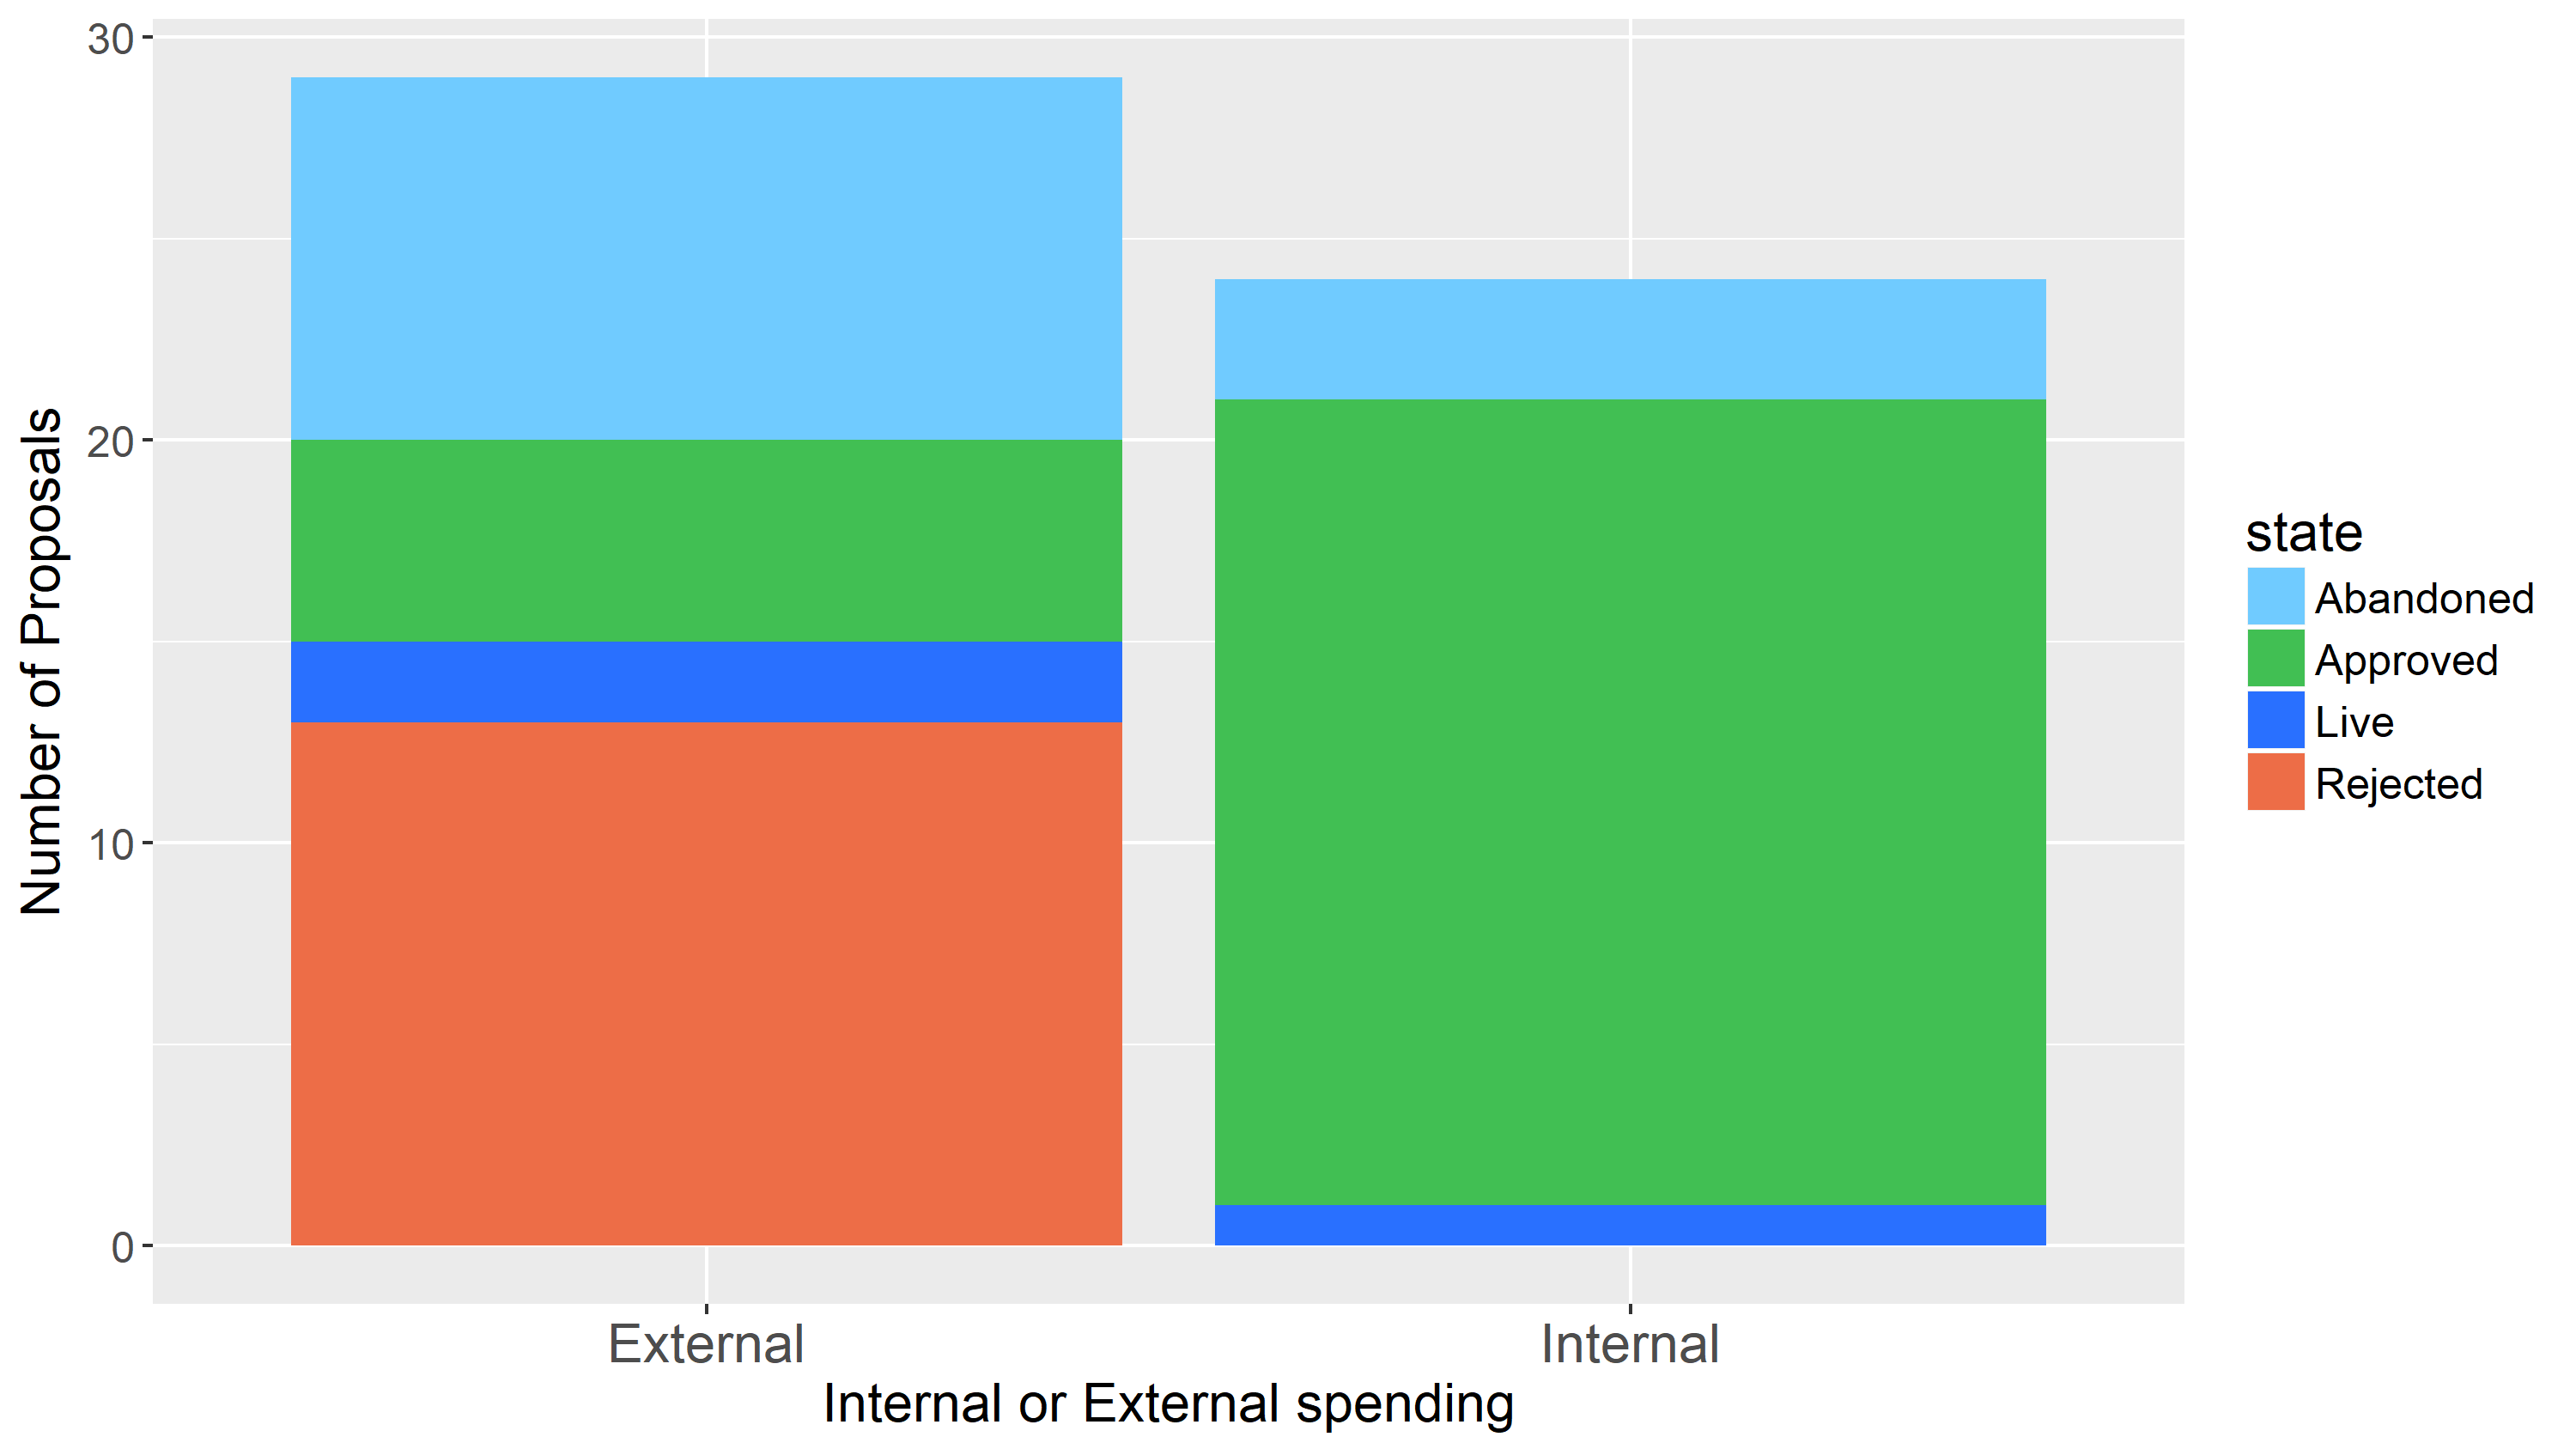 Number of Proposals
30
20
10
0
External
Internal
Internal or External spending
state
Abandoned
Approved
Live
Rejected